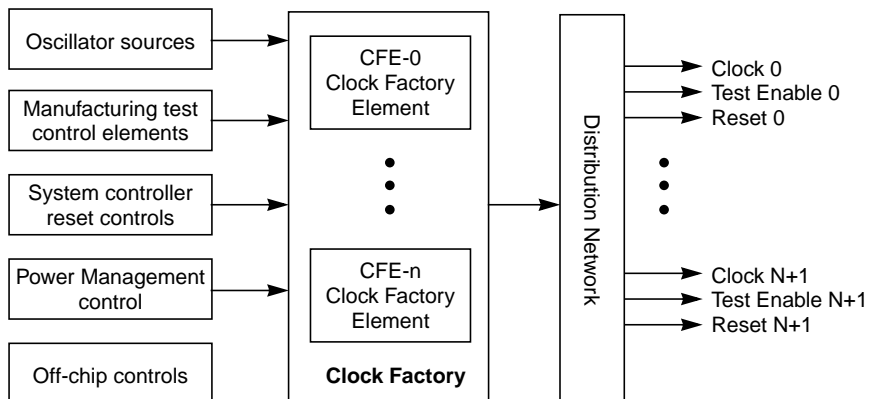 Oscillator sources
Manufacturing test
control elements
System controller
reset controls
Power Management
control
Off-chip controls
CFE-0
Clock Factory
Element
CFE-n
Clock Factory
Element
Clock Factory
Distribution Network
Clock 0
Test Enable 0
Reset 0
Clock N+1
Test Enable N+1
Reset N+1